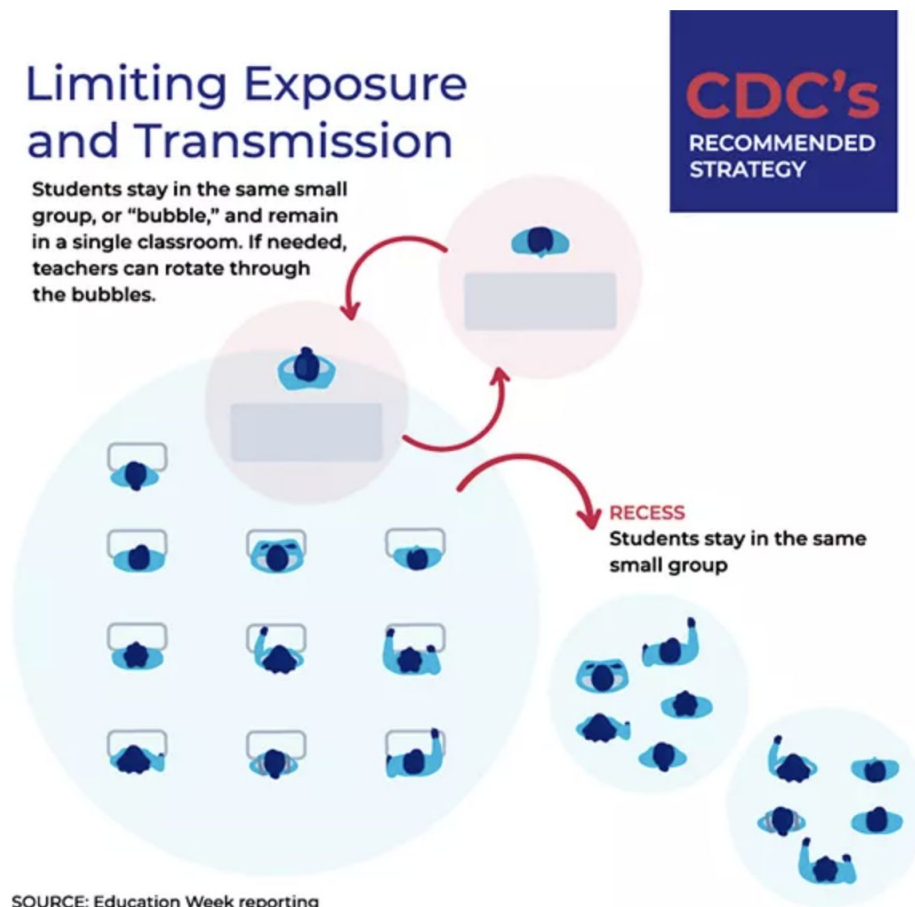 Limiting Exposure
and Transmission
Students stay in the same small
group, or “bubble,” and remain
in a single classroom. If needed,
teachers can rotate through
the bubbles.
CDC’s
RECOMMENDED
STRATEGY
RECESS
Students stay in the same
small group
SOURCE: Education Week reporting